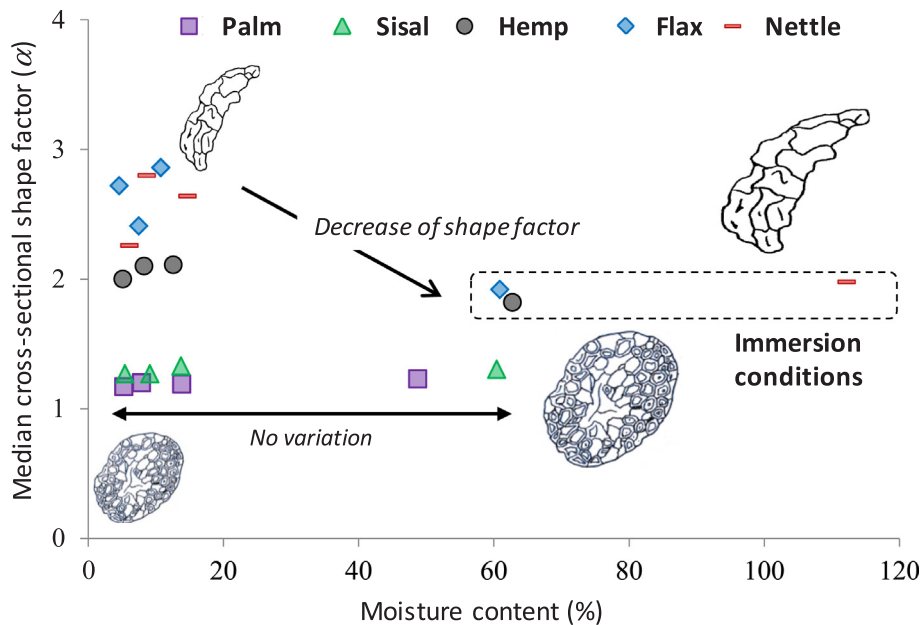 4
Palm Sisal Hemp Flax Nettle
3
Decrease of shape factor
2
Immersion
conditions
1
No variation
0
Median cross-sectional shape factor (α)
0 20 40 60 80 100 120
Moisture content (%)